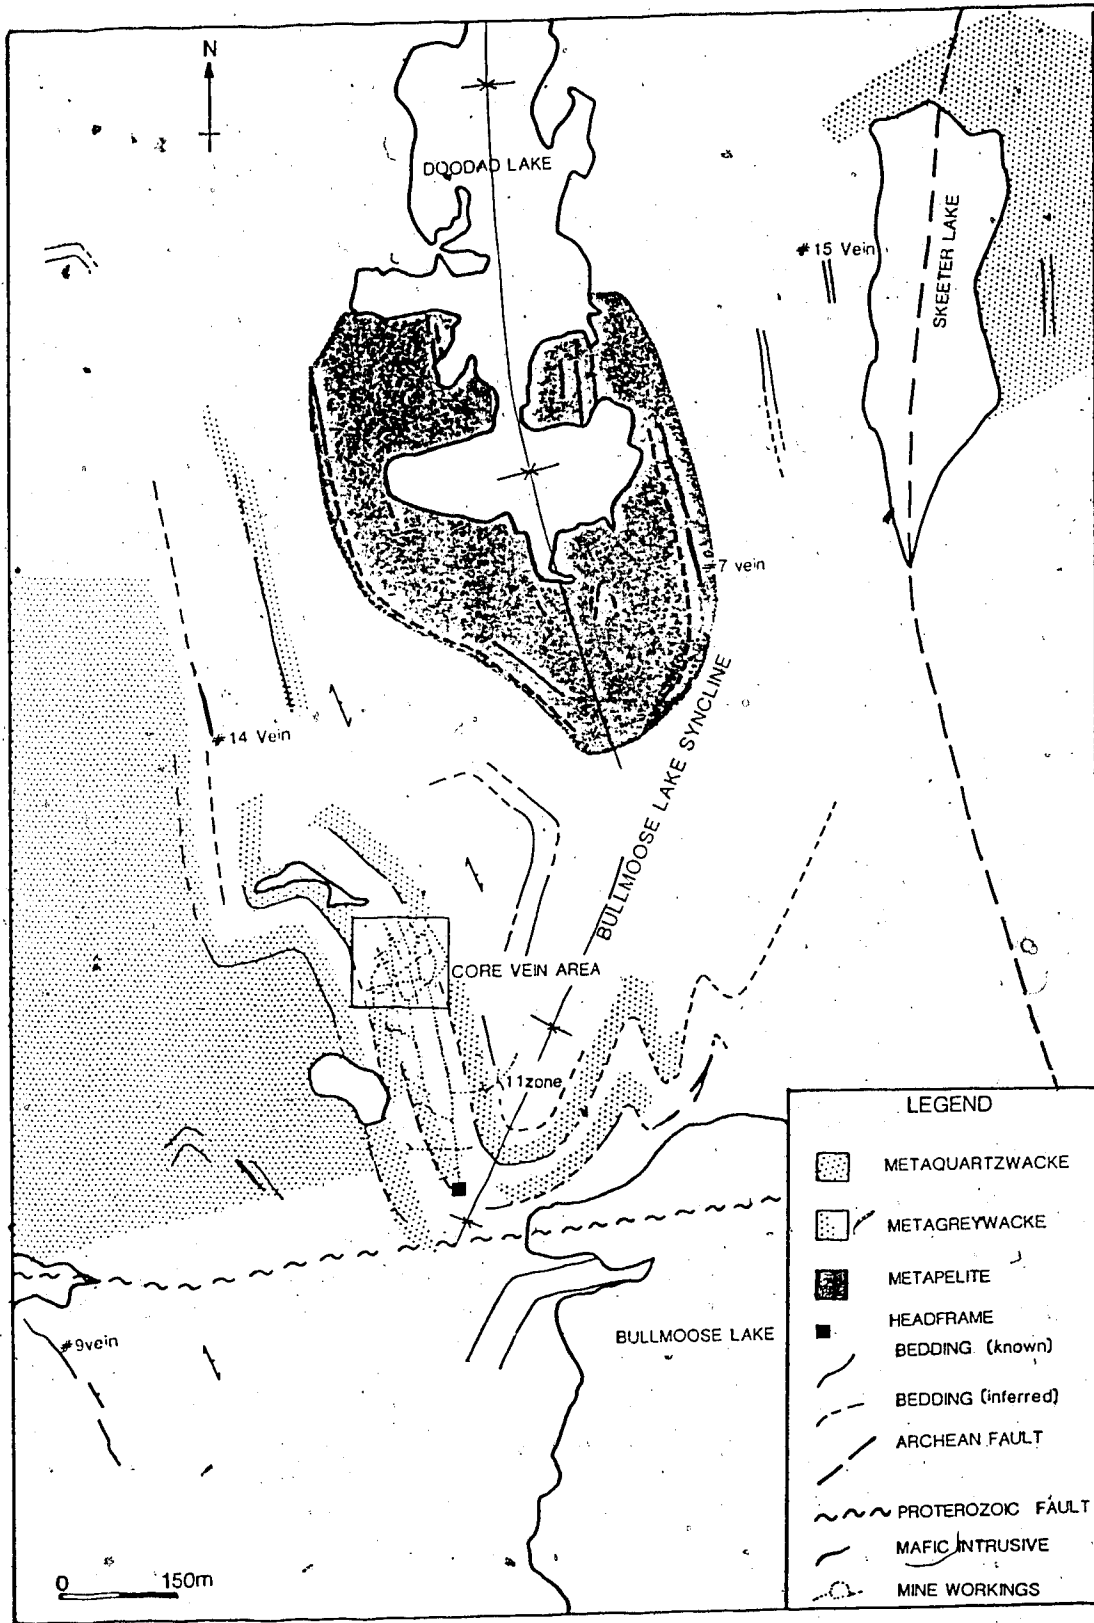 N
DOODAD LAKE
#15 Vein
SKEETER LAKE
#7 vein
#14 Vein
BULLMOOSE LAKE SYNCLINE
CORE VEIN AREA
11zone
#9vein
BULLMOOSE LAKE
0 150m
LEGEND
METAQUARTZWACKE
METAGREYWACKE
METAPELITE
HEADFRAME
BEDDING (known)
BEDDING (inferred)
ARCHEAN FAULT
PROTEROZOIC FAULT
MAFIC INTRUSIVE
MINE WORKINGS